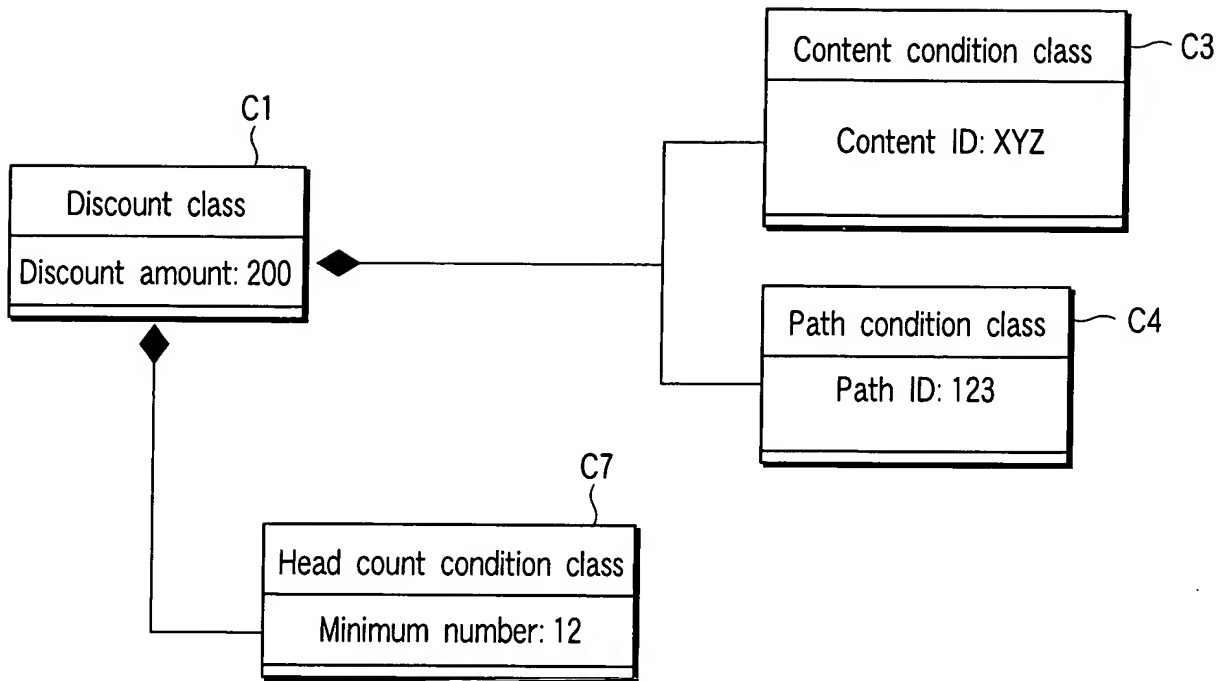 Content condition class
C3
Content ID: XYZ
C1
Discount class
Discount amount: 200
Path condition class
C4
Path ID: 123
C7
Head count condition class
Minimum number: 12